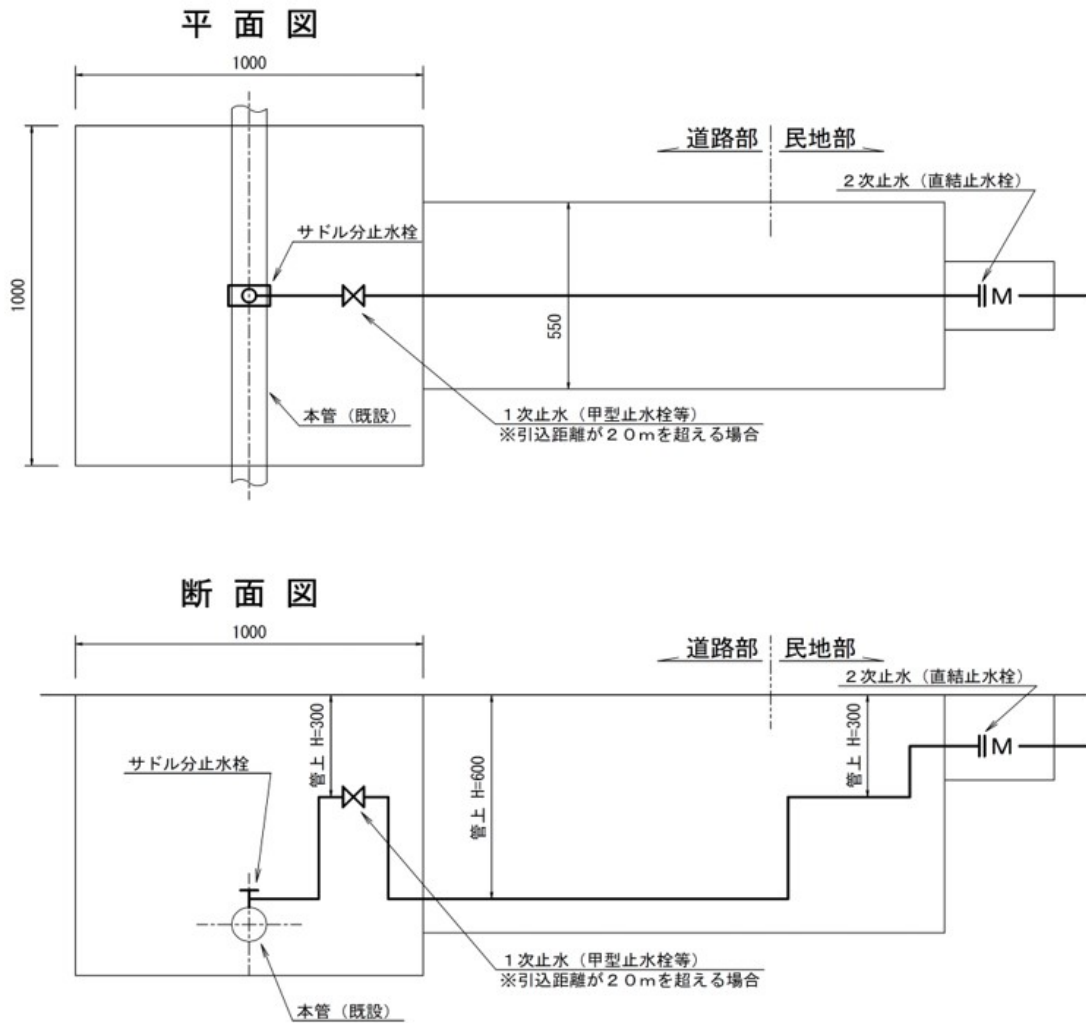 平面図
1000
道路部 民地部
2次止水（直結止水栓）
サドル分止水栓
1000
550
M
本管（既設）
1次止水（甲型止水栓等）
※引込距離が20mを超える場合
断面図
1000
道路部 民地部
2次止水（直結止水栓）
管上 H=300
管上 H=600
管上 H=300
M
サドル分止水栓
1次止水（甲型止水栓等）
※引込距離が20mを超える場合
本管（既設）